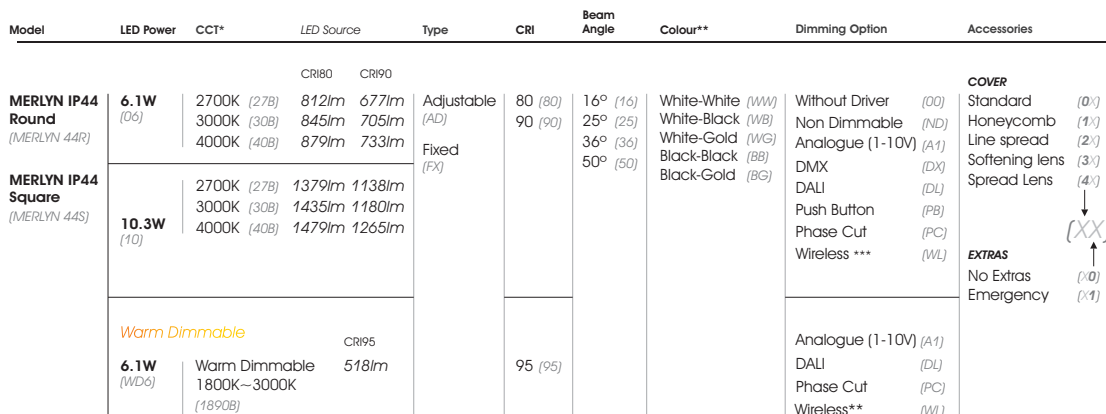 Model LED Power CCT* LED Source Type CRI Beam Angle Colour** Dimming Option Accessories
CRI80 CRI90
COVER
MERLYN IP44 6.1W 2700K (27B) 812lm 677lm Adjustable 80 (80) 16° (16) White-White (WW) Without Driver (00) Standard (0X)
Round (06) 3000K (30B) 845lm 705lm (AD) 90 (90) 25° (25) White-Black (WB) Non Dimmable (ND) Honeycomb (1X)
(MERLYN 44R) 4000K (40B) 879lm 733lm Fixed 36° (36) White-Gold (WG) Analogue (1-10V) (A1) Line spread (2X)
(FX) 50° (50) Black-Black (BB) DMX (DX) Softening lens (3X)
MERLYN IP44 2700K (27B) 1379lm 1138lm Black-Gold (BG) DALI (DL) Spread Lens (4X)
Square 3000K (30B) 1435lm 1180lm Push Button (PB)
(MERLYN 44S) 10.3W 4000K (40B) 1479lm 1265lm Phase Cut (PC) (XX)
(10) Wireless *** (WL) EXTRAS
No Extras (X0)
Emergency (X1)
Warm Dimmable
CRI95 Analogue (1-10V) (A1)
6.1W Warm Dimmable 518lm 95 (95) DALI (DL)
(WD6) 1800K~3000K Phase Cut (PC)
(1890B) Wireless** (WL)